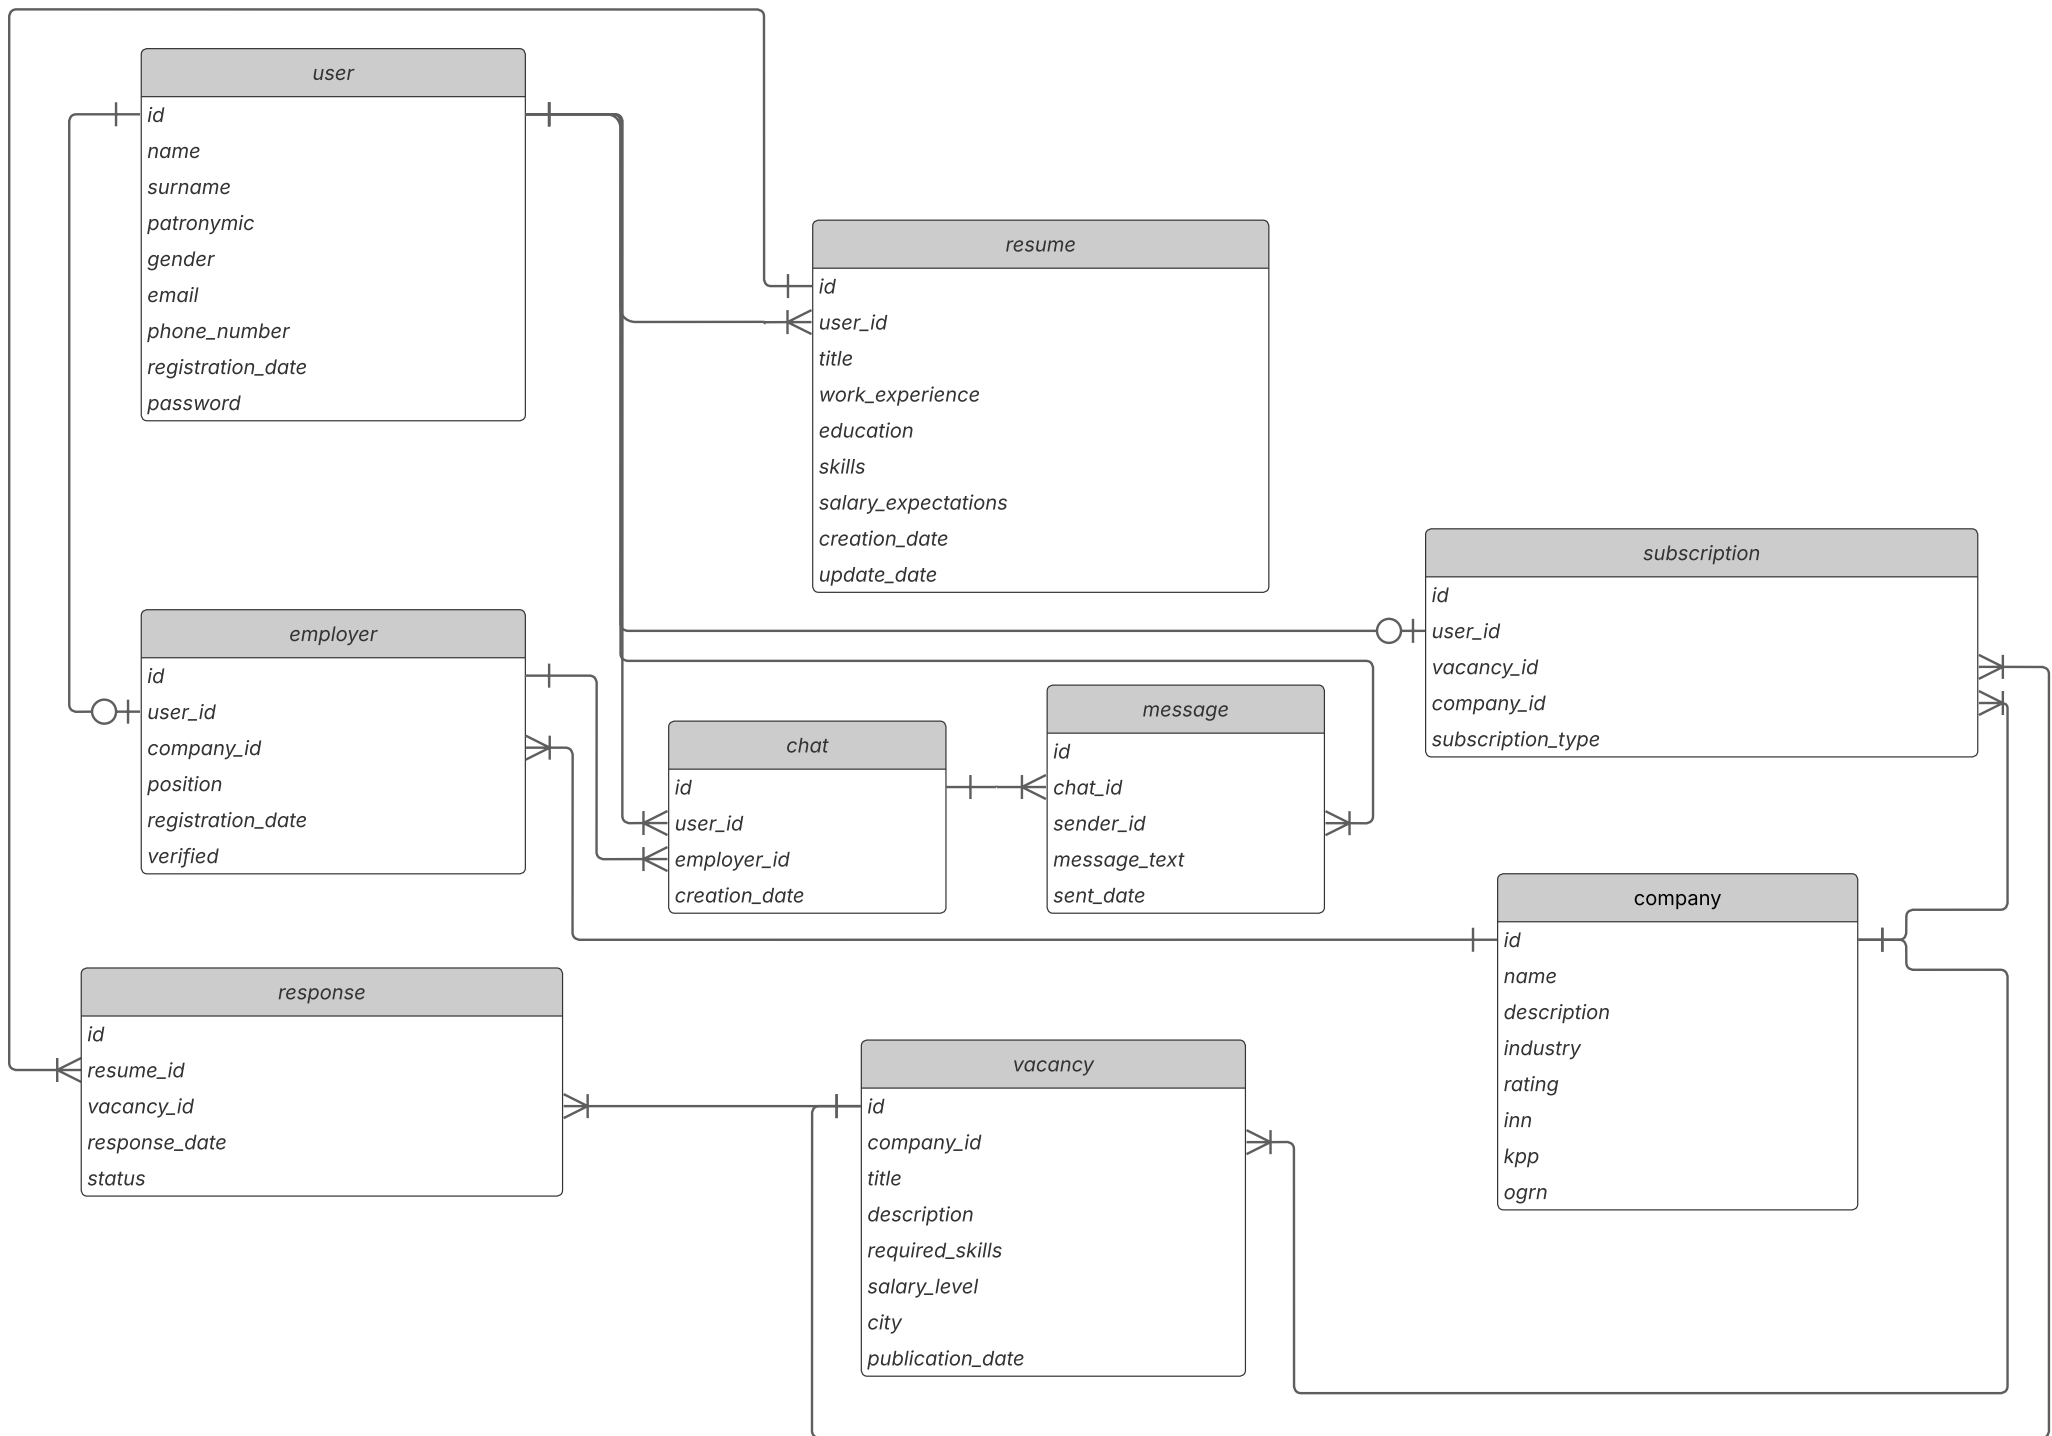 user
id
name
surname
patronymic
gender
email
phone_number
registration_date
password
resume
id
user_id
title
work_experience
education
skills
salary_expectations
creation_date
update_date
subscription
id
user_id
vacancy_id
company_id
subscription_type
employer
id
user_id
company_id
position
registration_date
verified
chat
id
user_id
employer_id
creation_date
message
id
chat_id
sender_id
message_text
sent_date
company
id
name
description
industry
rating
inn
kpp
ogrn
response
id
resume_id
vacancy_id
response_date
status
vacancy
id
company_id
title
description
required_skills
salary_level
city
publication_date